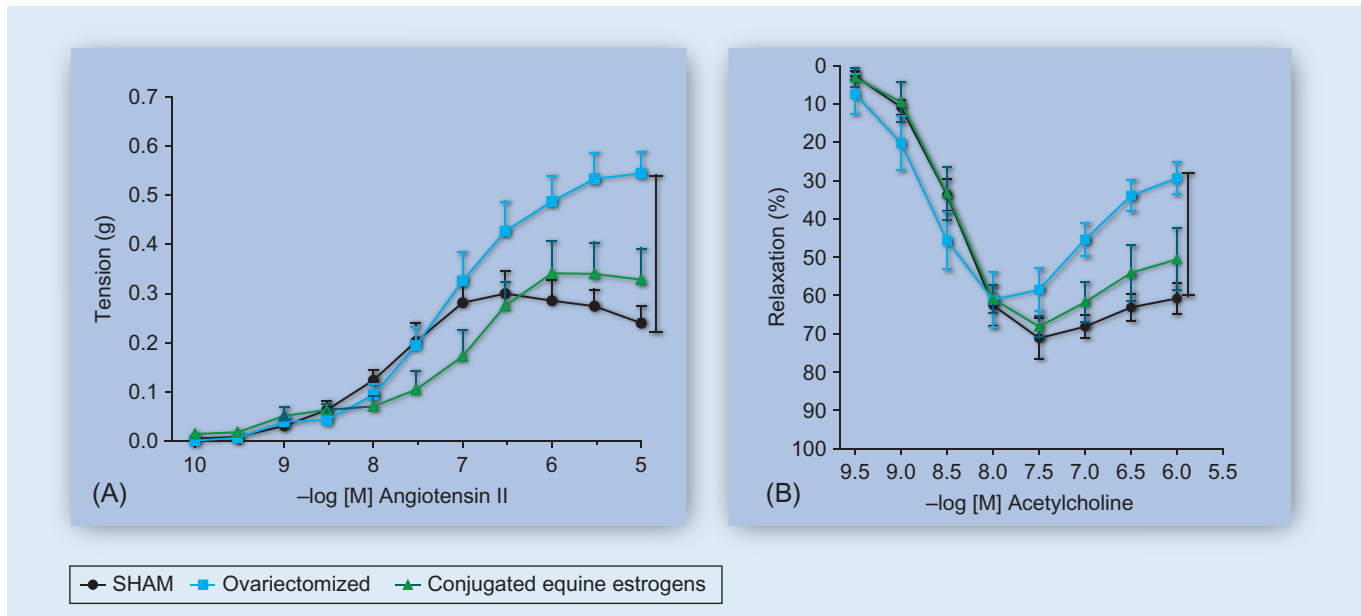 0.7
0.6
0.5
0.4
0.3
0.2
0.1
0.0
Tension (g)
10 9 8 7 6 5
(A)
–log [M] Angiotensin II
0
10
20
30
40
50
60
70
80
90
100
Relaxation (%)
9.5 9.0 8.5 8.0 7.5 7.0 6.5 6.0 5.5
(B)
–log [M] Acetylcholine
SHAM Ovariectomized Conjugated equine estrogens